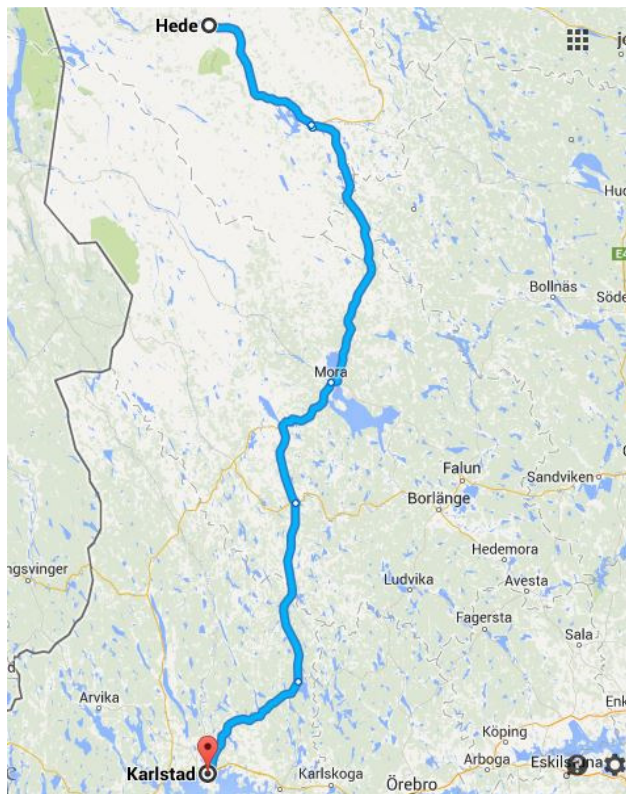 Hede
je
Hud
E4
Bollnäs
Söde
Mora
Falun
Sandviken
Borlänge
Hedemora
ngsvinger
Ludvika
Avesta
Fagersta
Sala
Arvika
Enk
Köping
Karlstad
Karlskoga
Arboga
Eskilstuna
Örebro